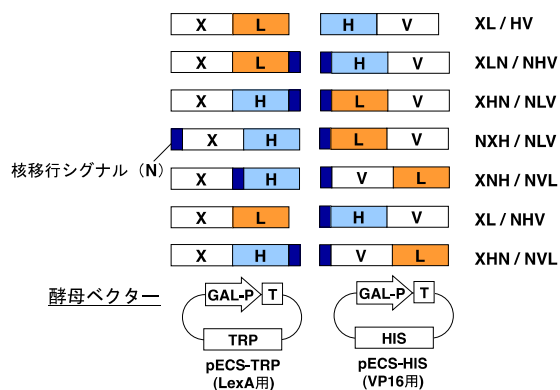 X L H V XL / HV
X L H V XLN / NHV
X H L V XHN / NLV
X H L V NXH / NLV
核移行シグナル（N） X H V L XNH / NVL
X L H V XL / NHV
X H V L XHN / NVL
酵母ベクター GAL-P T GAL-P T
TRP HIS
pECS-TRP pECS-HIS
(LexA用) (VP16用)